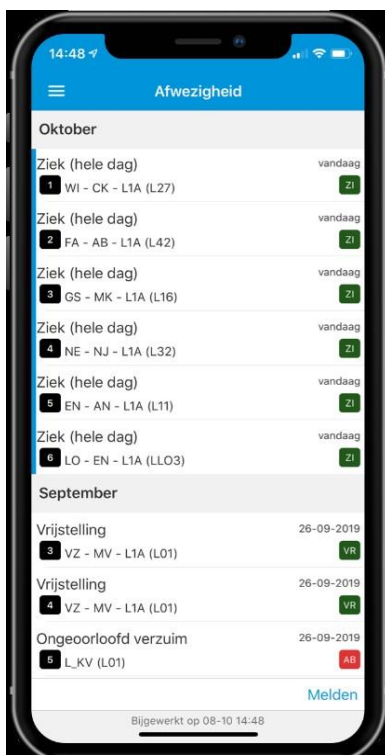 14:48
Afwezigheid
Oktober
Ziek (hele dag) vandaag
1 WI - CK - L1A (L27) ZI
Ziek (hele dag) vandaag
2 FA - AB - L1A (L42) ZI
Ziek (hele dag) vandaag
3 GS - MK - L1A (L16) ZI
Ziek (hele dag) vandaag
4 NE - NJ - L1A (L32) ZI
Ziek (hele dag) vandaag
5 EN - AN - L1A (L11) ZI
Ziek (hele dag) vandaag
6 LO - EN - L1A (LLO3) ZI
September
Vrijstelling 26-09-2019
3 VZ - MV - L1A (L01) VR
Vrijstelling 26-09-2019
4 VZ - MV - L1A (L01) VR
Ongeoorloofd verzuim 26-09-2019
5 L_KV (L01) AB
Melden
Bijgewerkt op 08-10 14:48